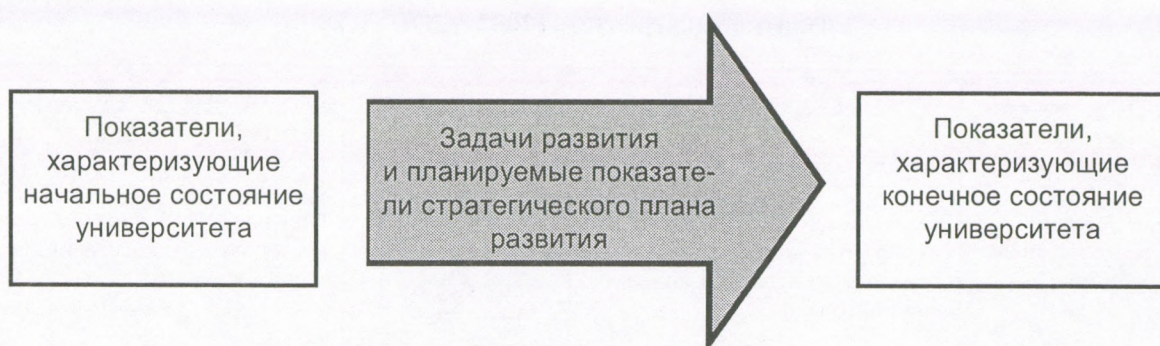 Показатели,
характеризующие
начальное состояние
университета
Задачи развития
и планируемые показате-
ли стратегического плана
развития
Показатели,
характеризующие
конечное состояние
университета